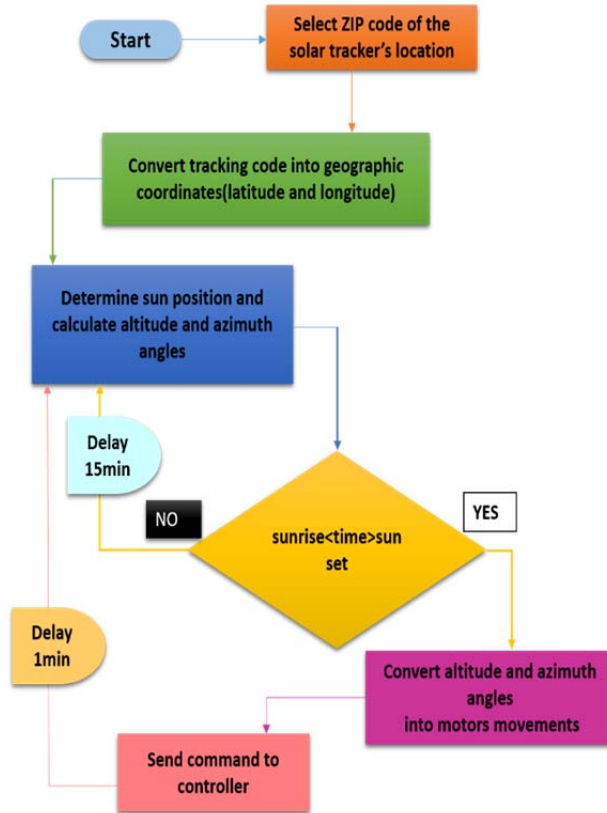 Start
Select ZIP code of the
solar tracker's location
Convert tracking code into geographic
coordinates(latitude and longitude)
Determine sun position and
calculate altitude and azimuth
angles
Delay
15min
NO
YES
sunrise<time>sun
set
Delay
1min
Convert altitude and azimuth
angles
into motors movements
Send command to
controller